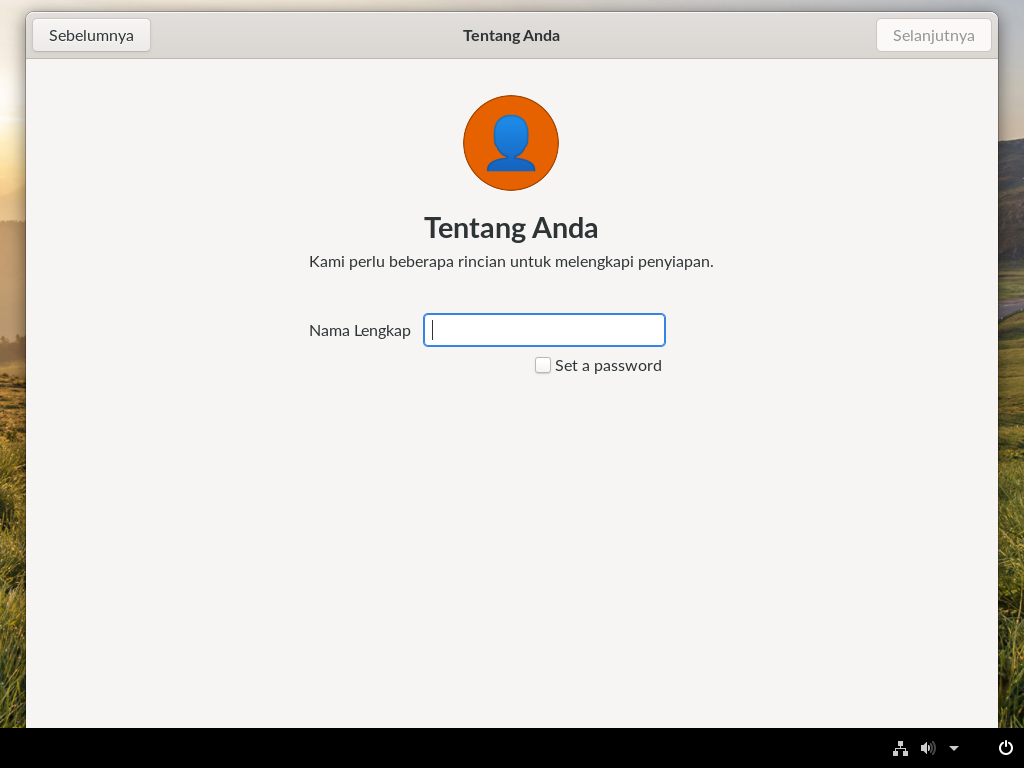 Sebelumnya
Tentang Anda
Selanjutnya
Tentang Anda
Kami perlu beberapa rincian untuk melengkapi penyiapan.
Nama Lengkap
Set a password